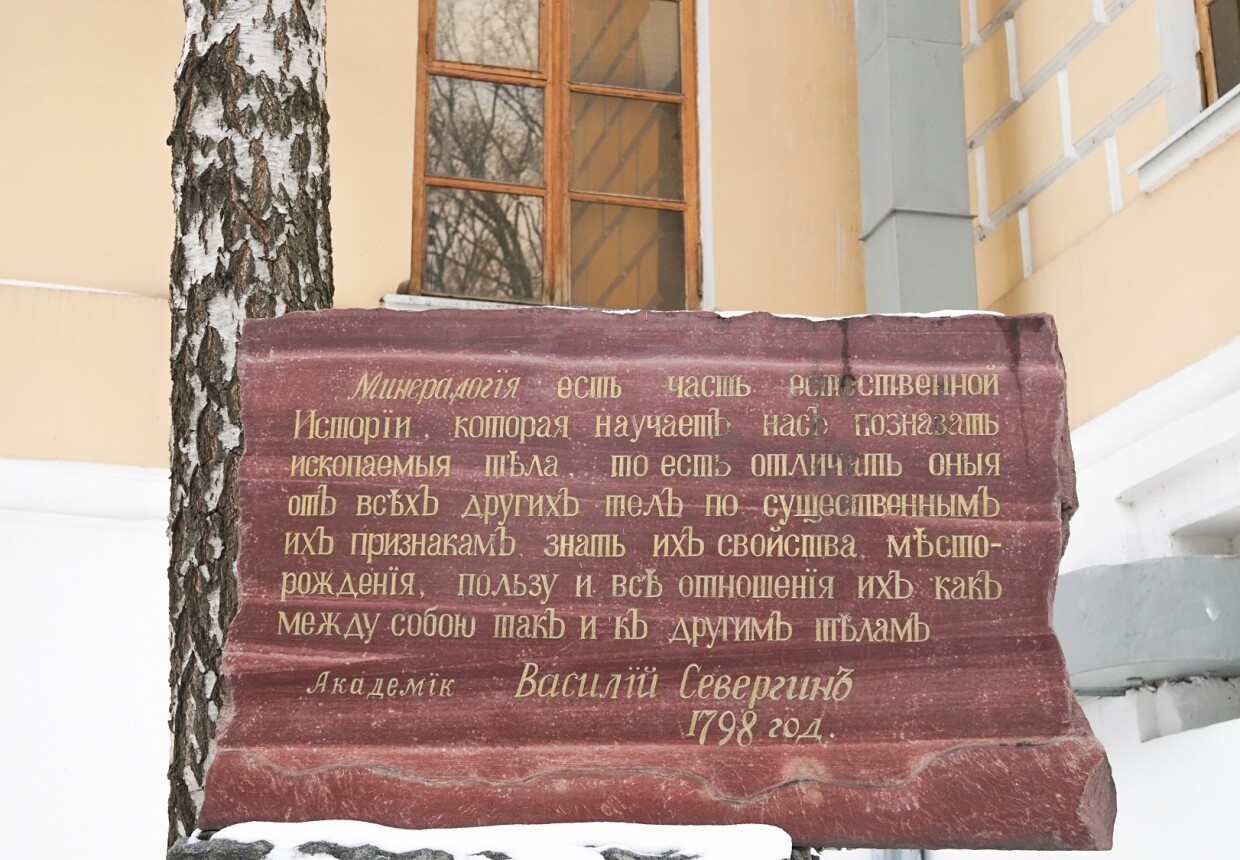 Минералогія есть часть естественной
Исторіи, которая научаетъ насъ познавать
ископаемыя тѣла, то есть отличать оныя
отъ всѣхъ другихъ телъ по существеннымъ
ихъ признакамъ, знать ихъ свойства, мѣсто-
рожденія, пользу и всѣ отношенія ихъ какъ
между собою такъ и къ другимъ тѣламъ
Академік Василій Севергинъ
1798 год.